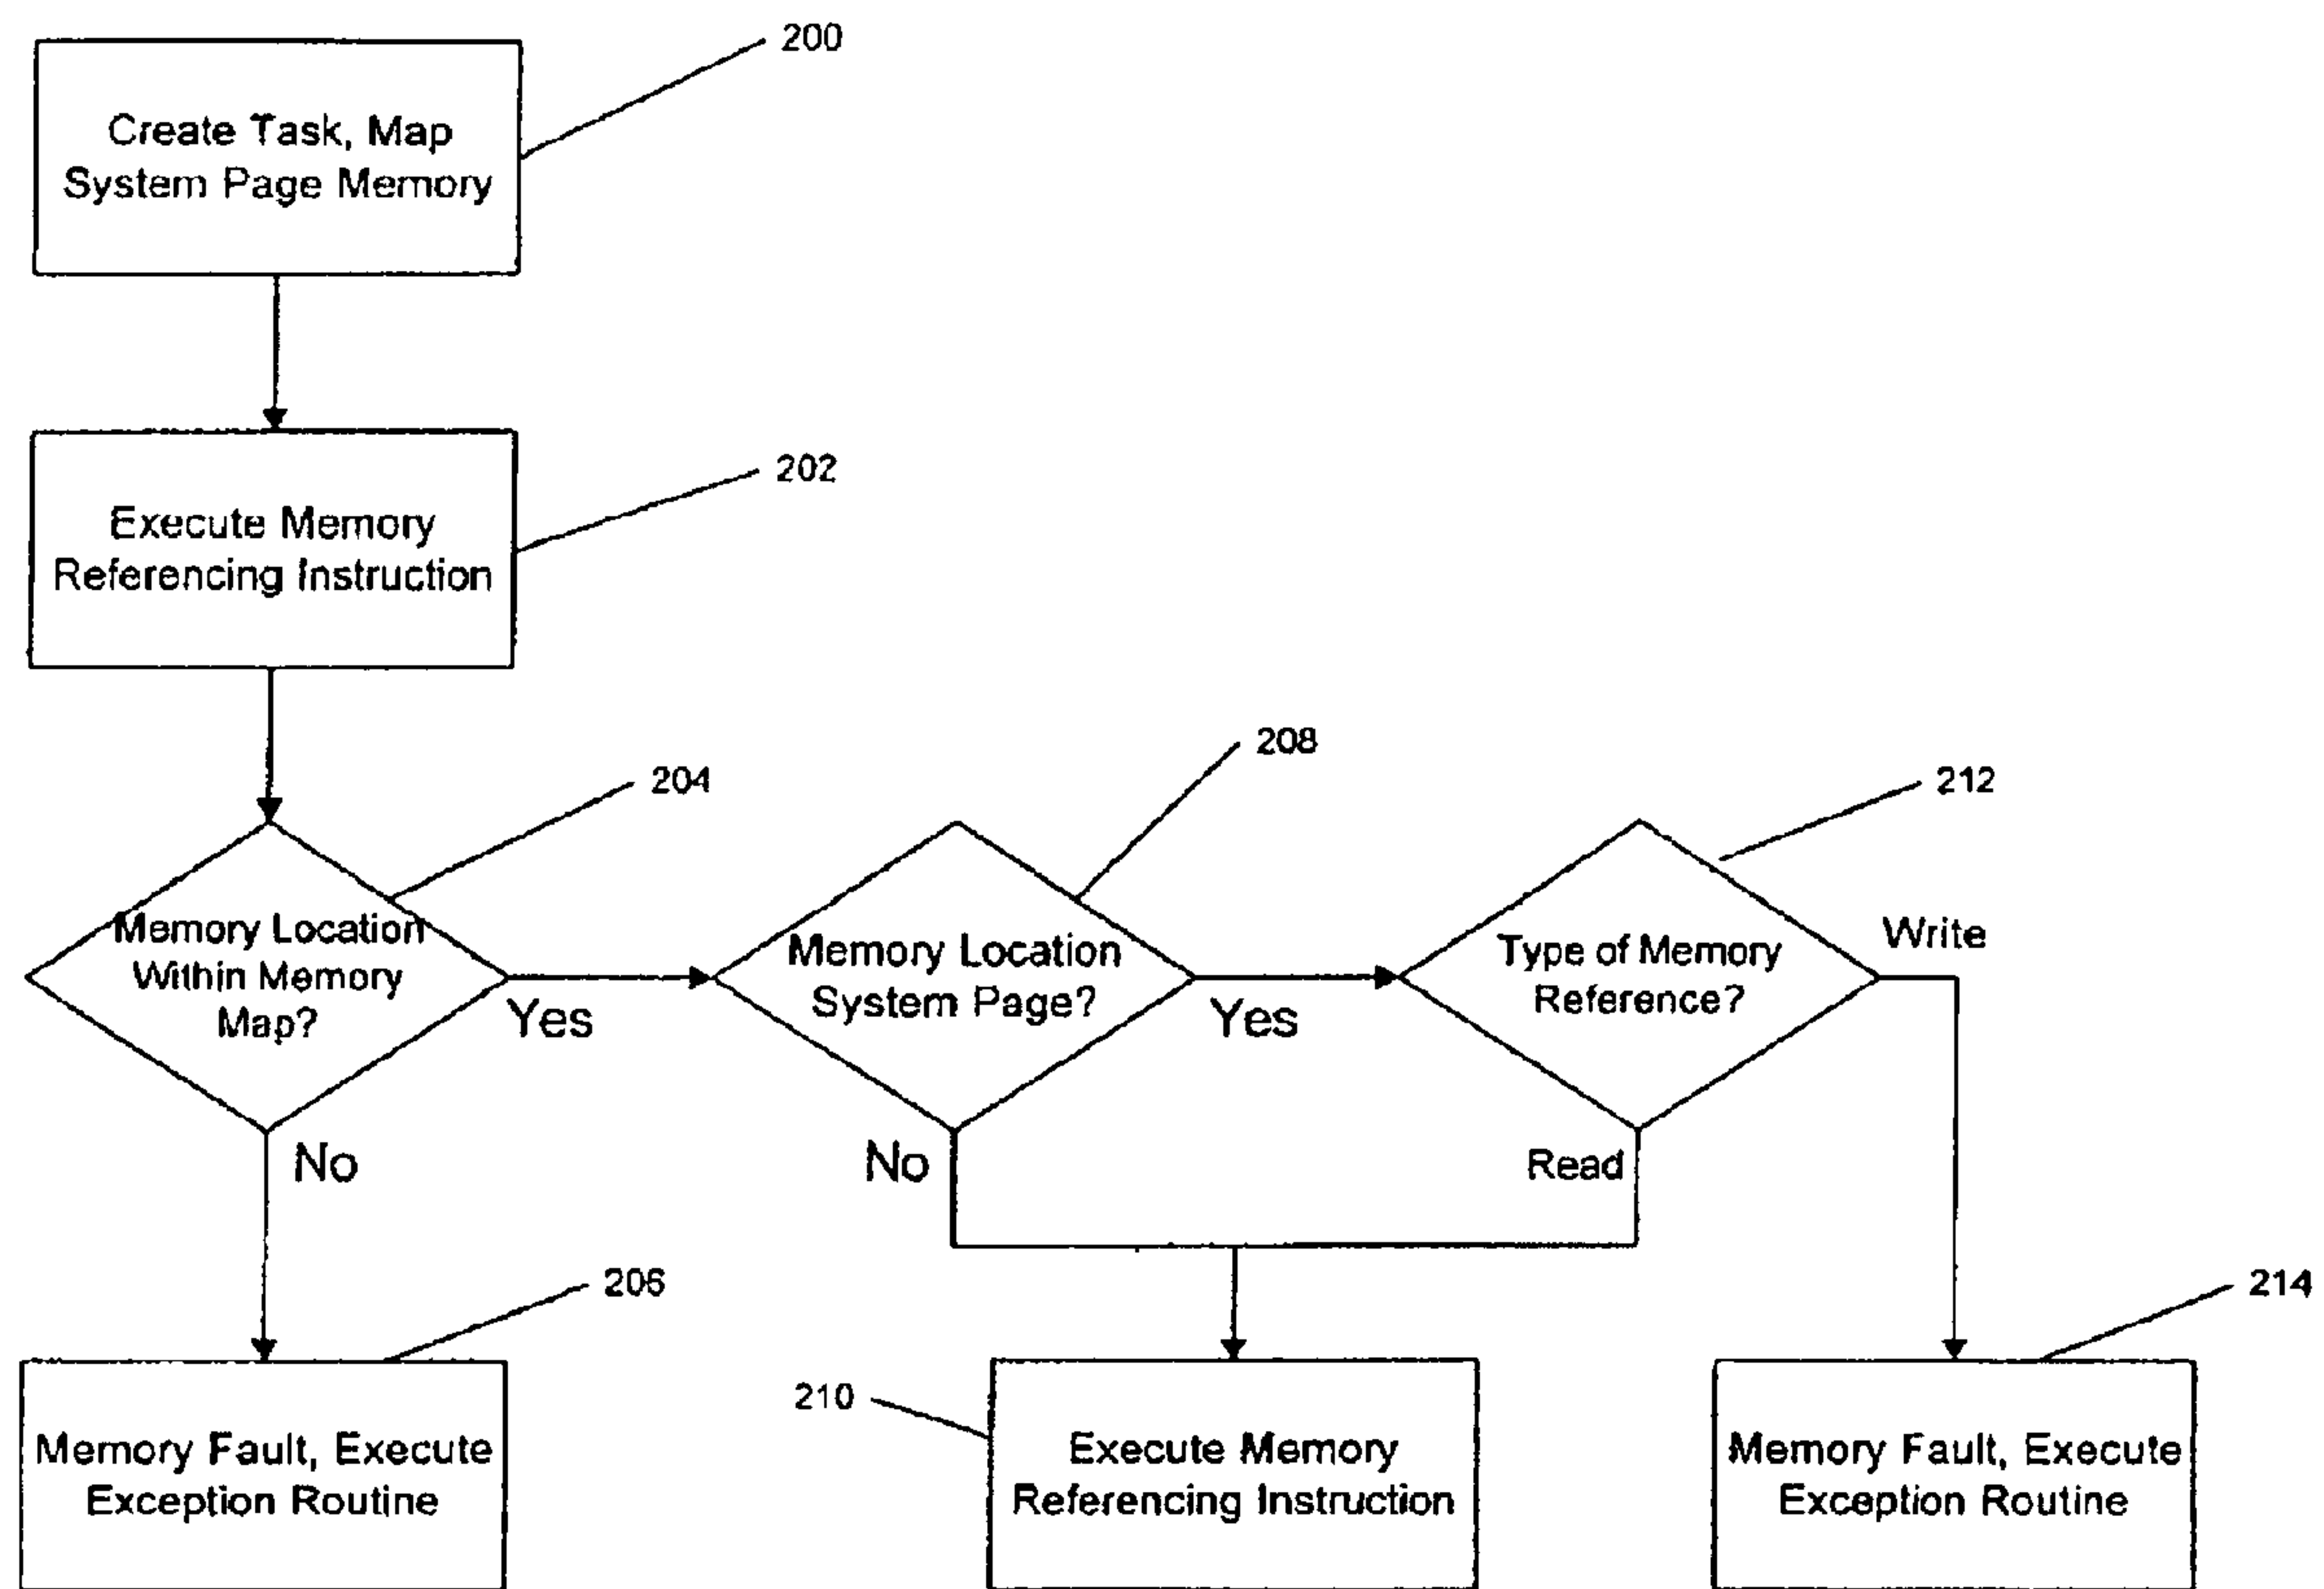 200
Create Task, Map
System Page Memory
202
Execute Memory
Referencing Instruction
204
Memory Location
Within Memory
Map?
Yes
No
208
Memory Location
System Page?
Yes
No
212
Type of Memory
Reference?
Write
Read
206
Memory Fault, Execute
Exception Routine
210
Execute Memory
Referencing Instruction
214
Memory Fault, Execute
Exception Routine